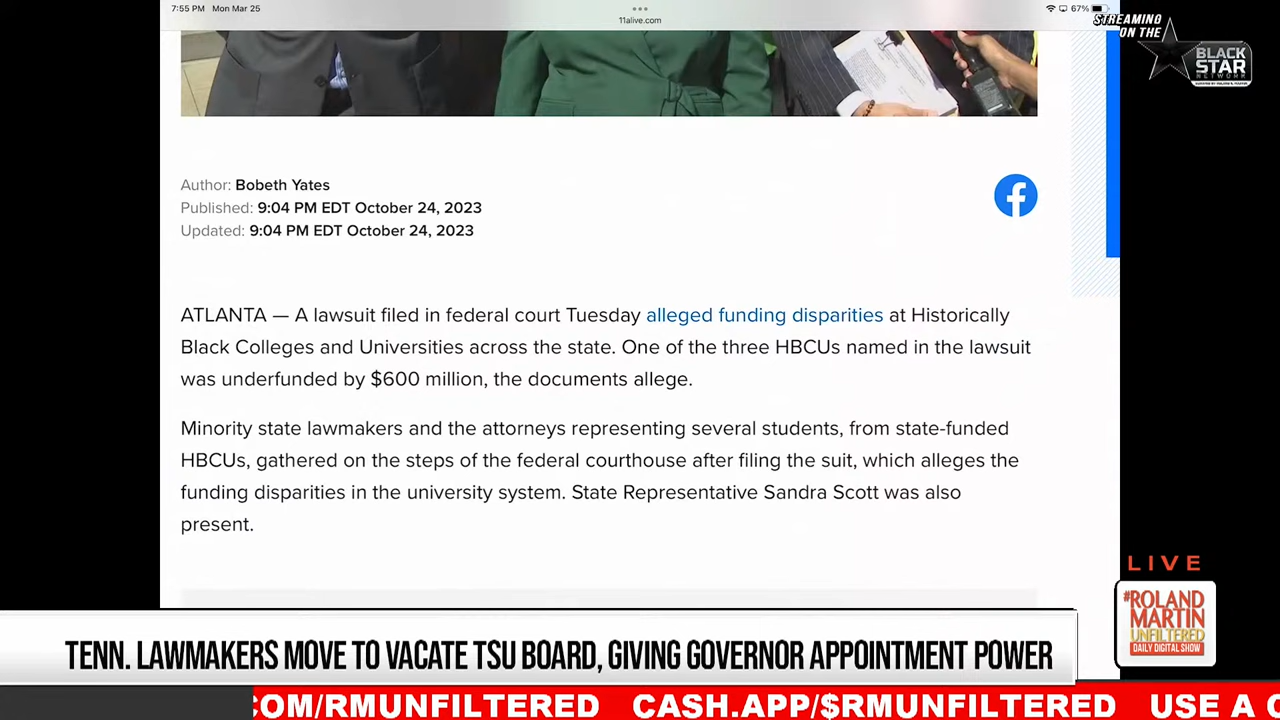 7:55 PM Mon Mar 25
11alive.com
67%
STREAMING
ON THE
BLACK
STAR
NETWORK
Author: Bobeth Yates
Published: 9:04 PM EDT October 24, 2023
Updated: 9:04 PM EDT October 24, 2023
ATLANTA — A lawsuit filed in federal court Tuesday alleged funding disparities at Historically
Black Colleges and Universities across the state. One of the three HBCUs named in the lawsuit
was underfunded by $600 million, the documents allege.
Minority state lawmakers and the attorneys representing several students, from state-funded
HBCUs, gathered on the steps of the federal courthouse after filing the suit, which alleges the
funding disparities in the university system. State Representative Sandra Scott was also
present.
LIVE
#ROLAND
MARTIN
UNFILTERED
DAILY DIGITAL SHOW
TENN. LAWMAKERS MOVE TO VACATE TSU BOARD, GIVING GOVERNOR APPOINTMENT POWER
.COM/RMUNFILTERED CASH.APP/$RMUNFILTERED USE A C